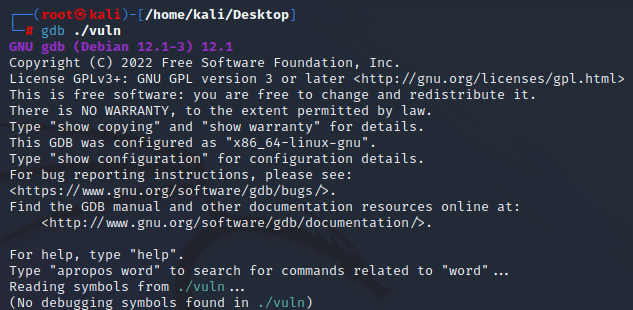 ┌──(root㉿kali)-[/home/kali/Desktop]
└─# gdb ./vuln
GNU gdb (Debian 12.1-3) 12.1
Copyright (C) 2022 Free Software Foundation, Inc.
License GPLv3+: GNU GPL version 3 or later <http://gnu.org/licenses/gpl.html>
This is free software: you are free to change and redistribute it.
There is NO WARRANTY, to the extent permitted by law.
Type "show copying" and "show warranty" for details.
This GDB was configured as "x86_64-linux-gnu".
Type "show configuration" for configuration details.
For bug reporting instructions, please see:
<https://www.gnu.org/software/gdb/bugs/>.
Find the GDB manual and other documentation resources online at:
    <http://www.gnu.org/software/gdb/documentation/>.

For help, type "help".
Type "apropos word" to search for commands related to "word"...
Reading symbols from ./vuln...
(No debugging symbols found in ./vuln)